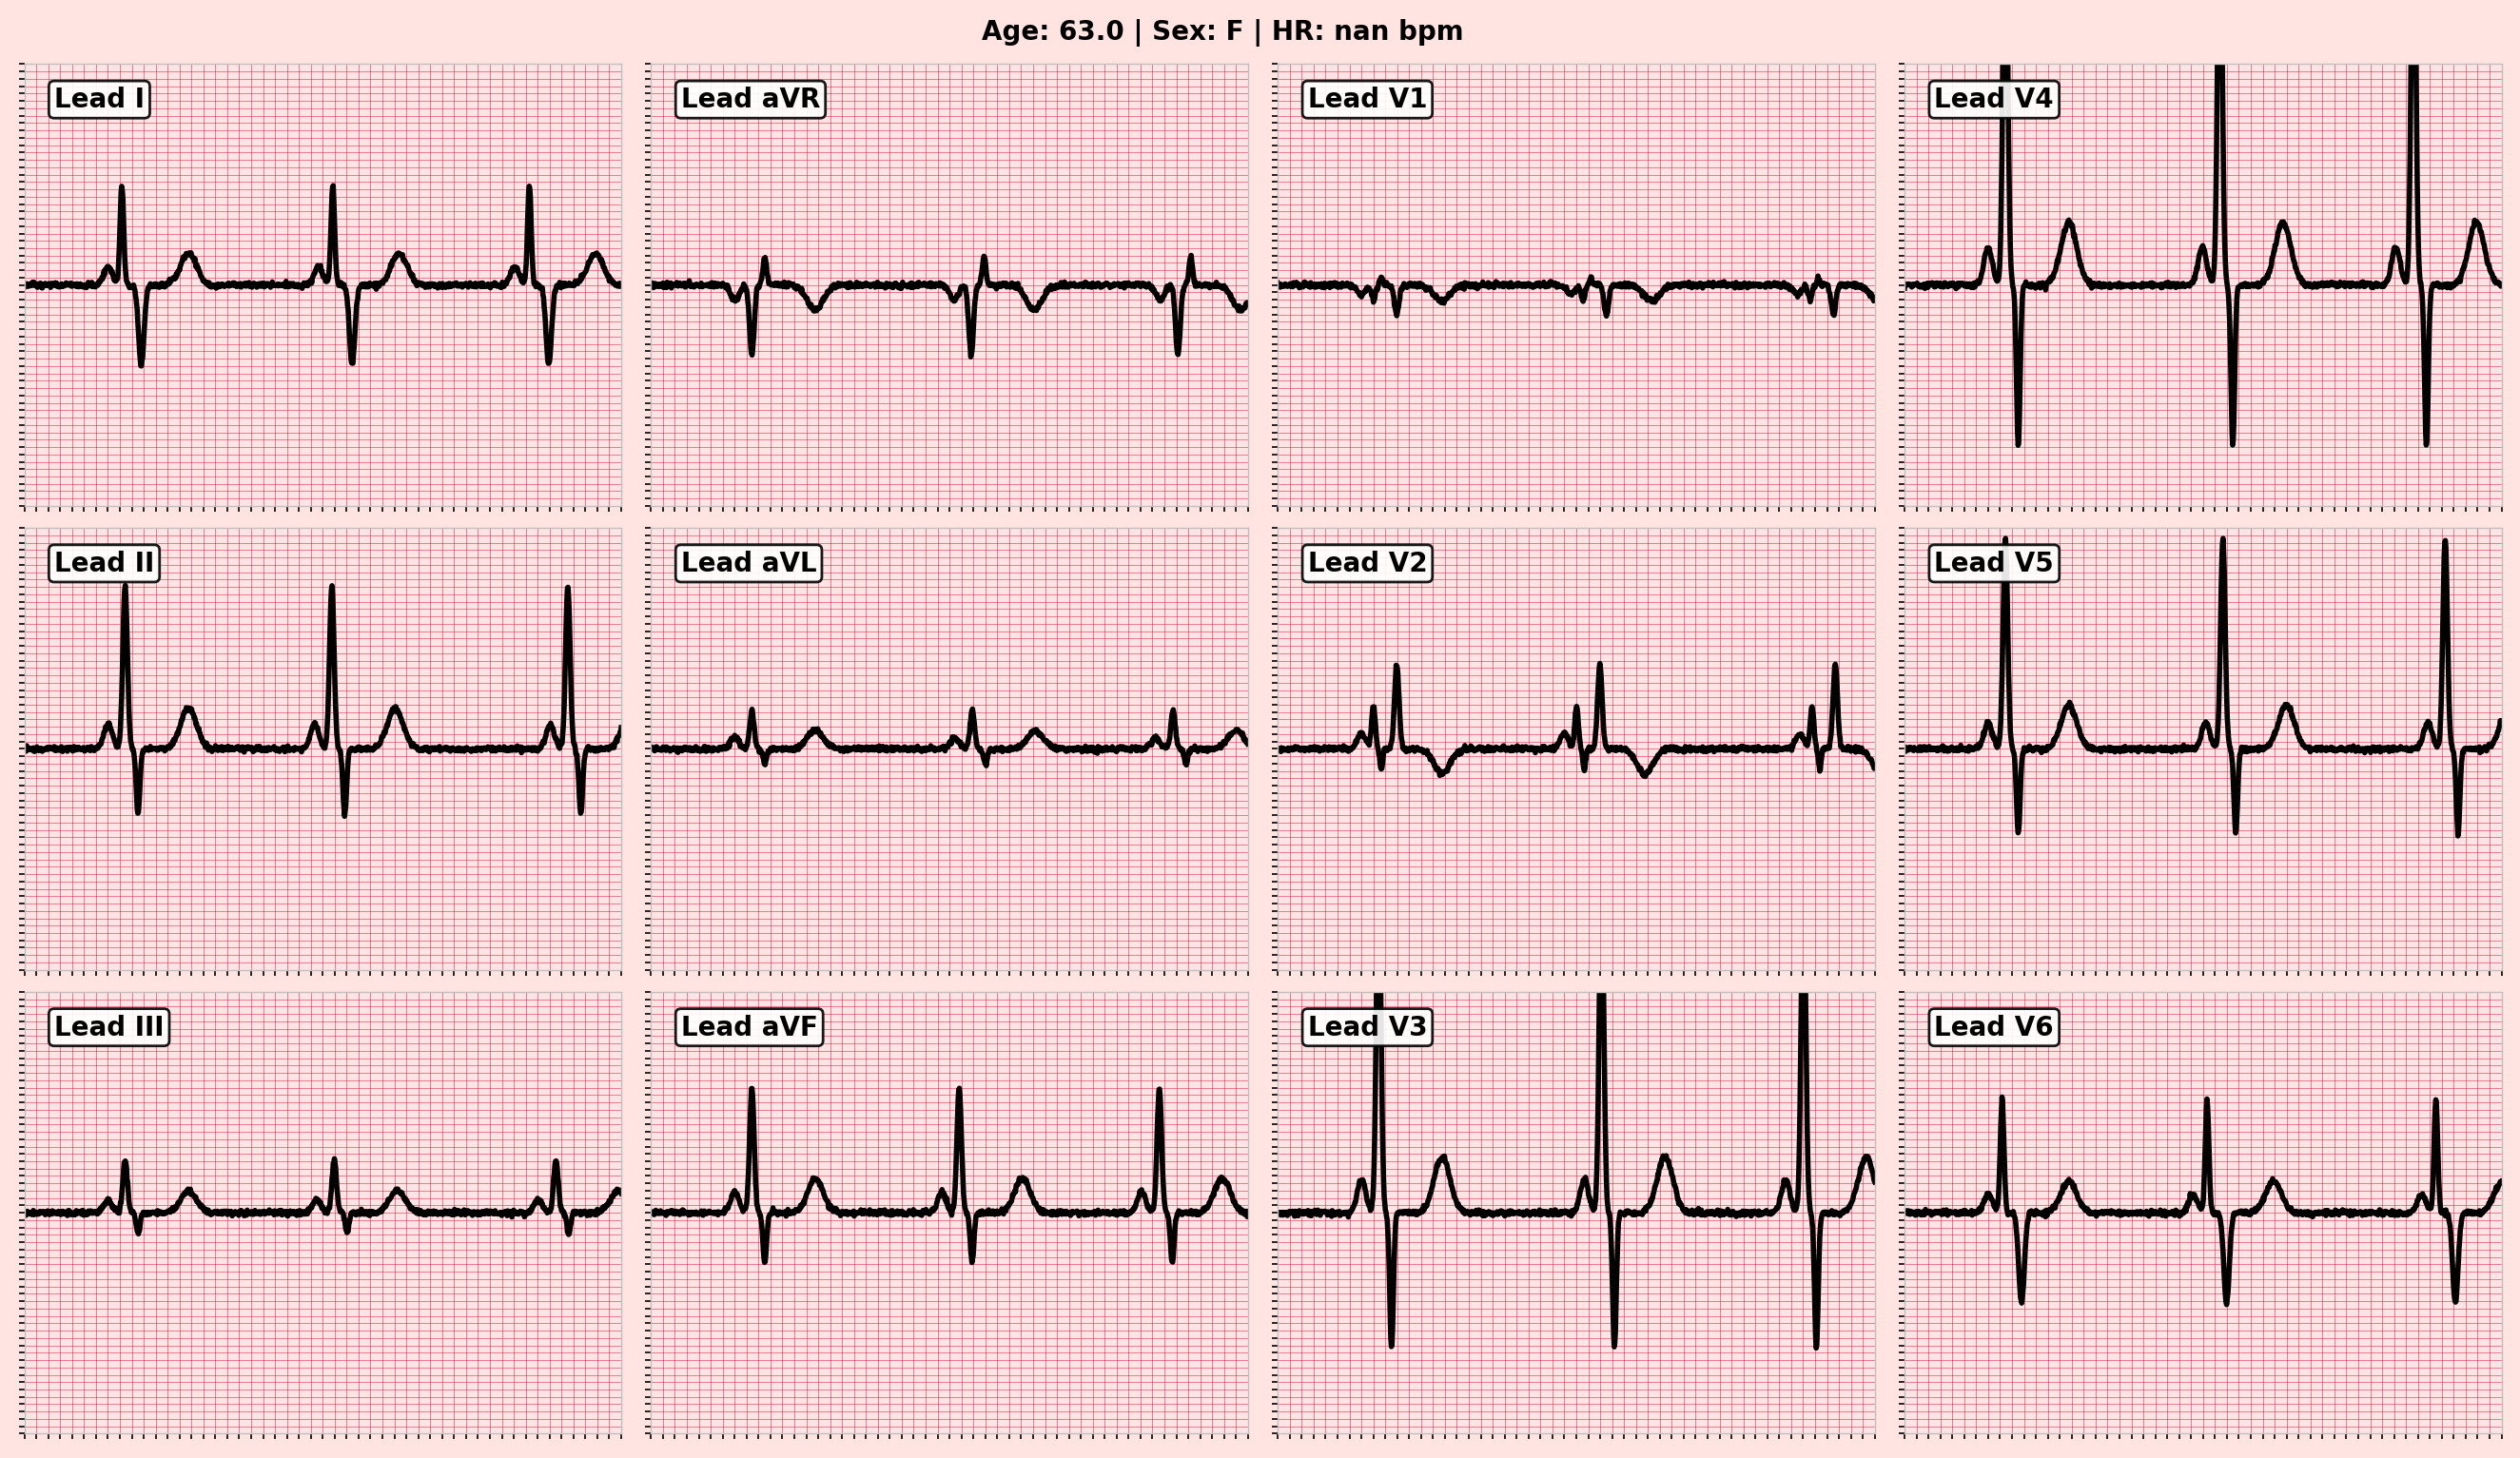 Age: 63.0 | Sex: F | HR: nan bpm
Lead I
Lead aVR
Lead V1
Lead V4
Lead II
Lead aVL
Lead V2
Lead V5
Lead III
Lead aVF
Lead V3
Lead V6